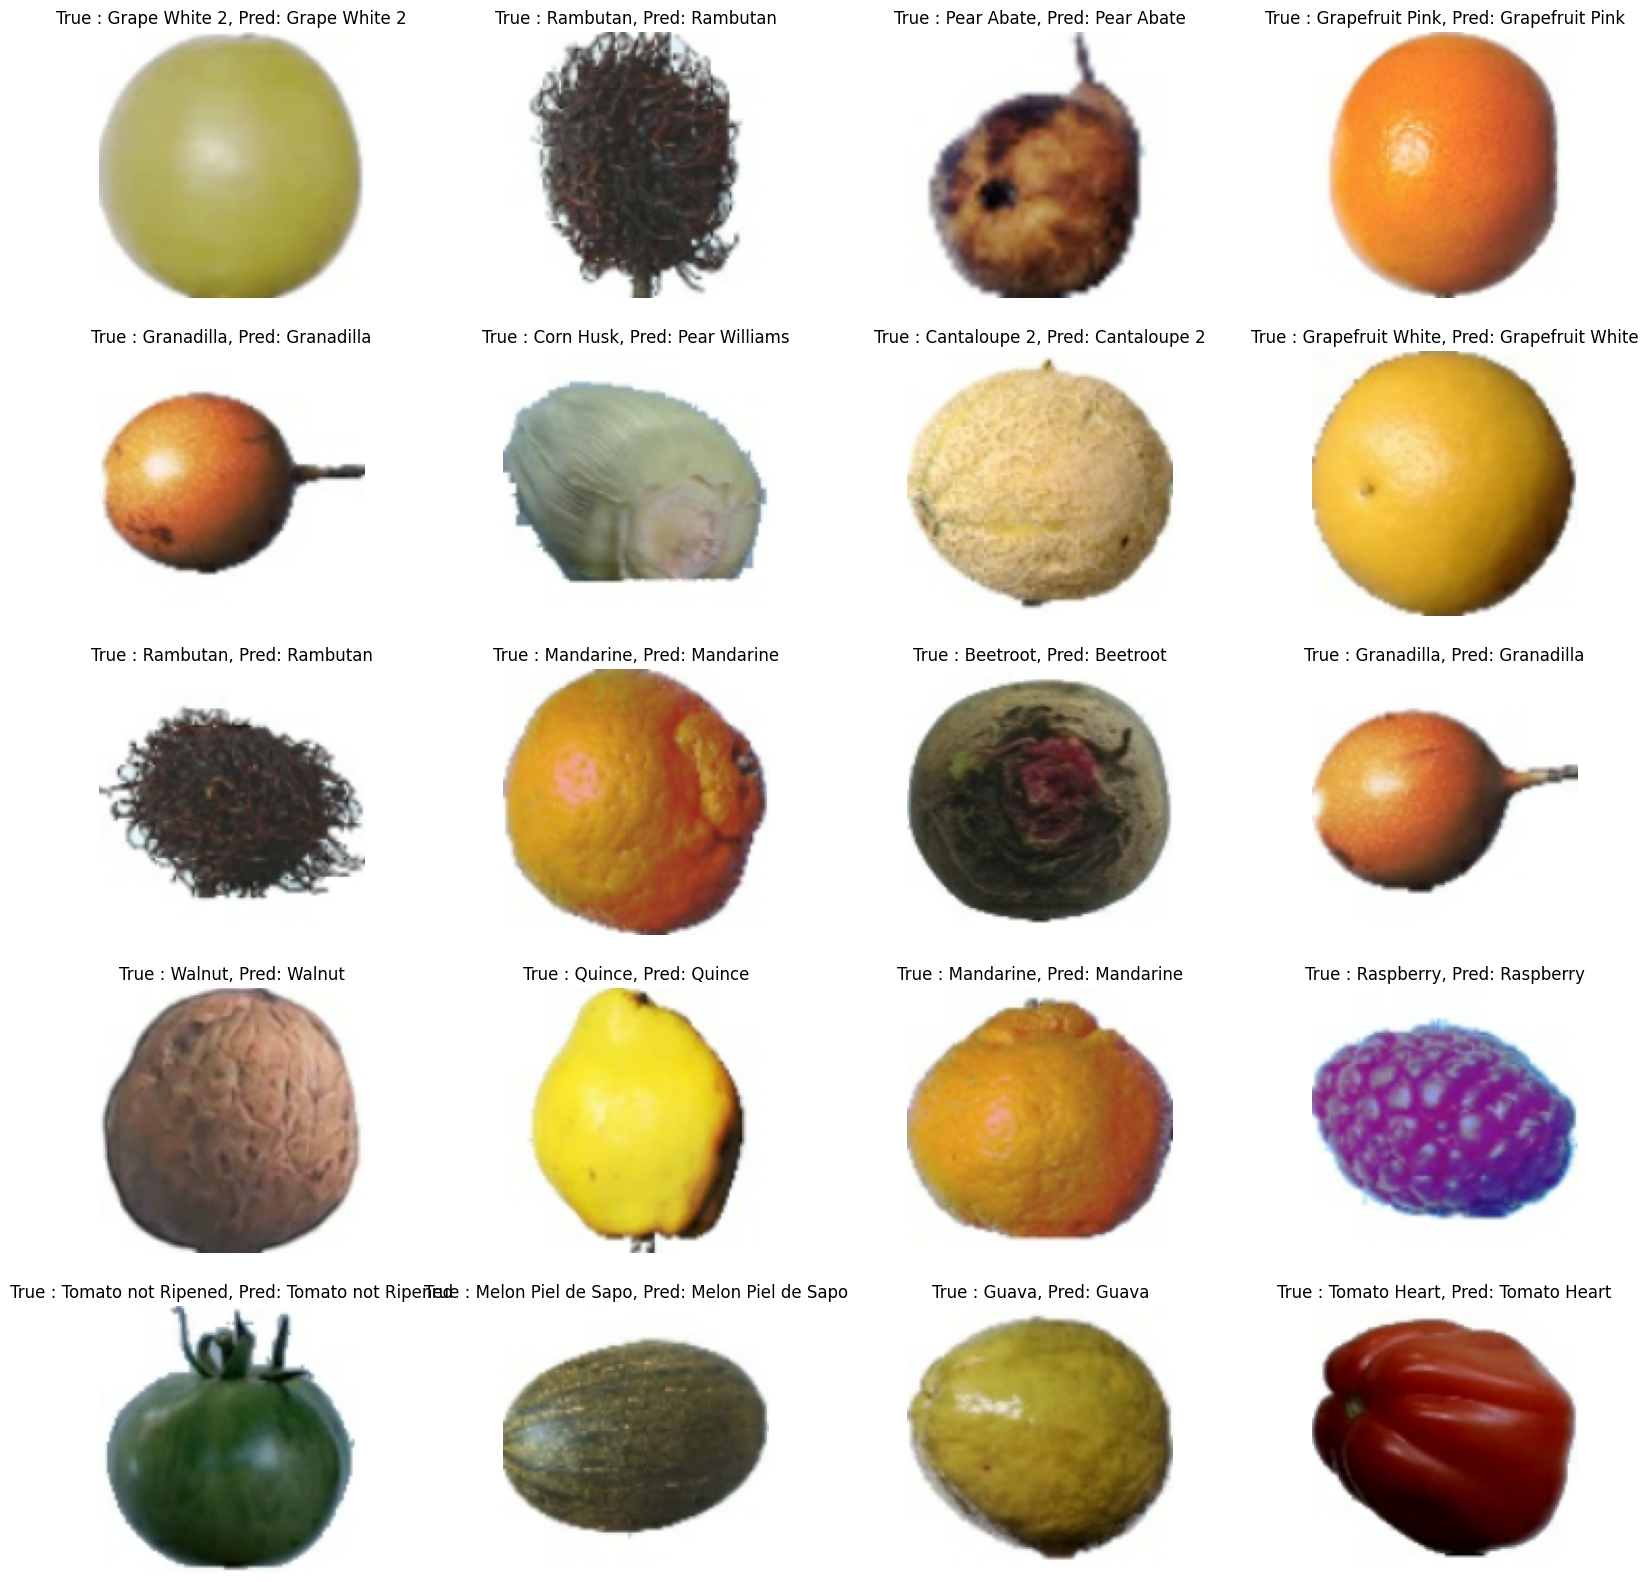 True : Grape White 2, Pred: Grape White 2
True : Rambutan, Pred: Rambutan
True : Pear Abate, Pred: Pear Abate
True : Grapefruit Pink, Pred: Grapefruit Pink
True : Granadilla, Pred: Granadilla
True : Corn Husk, Pred: Pear Williams
True : Cantaloupe 2, Pred: Cantaloupe 2
True : Grapefruit White, Pred: Grapefruit White
True : Rambutan, Pred: Rambutan
True : Mandarine, Pred: Mandarine
True : Beetroot, Pred: Beetroot
True : Granadilla, Pred: Granadilla
True : Walnut, Pred: Walnut
True : Quince, Pred: Quince
True : Mandarine, Pred: Mandarine
True : Raspberry, Pred: Raspberry
True : Tomato not Ripened, Pred: Tomato not Ripened
True : Melon Piel de Sapo, Pred: Melon Piel de Sapo
True : Guava, Pred: Guava
True : Tomato Heart, Pred: Tomato Heart